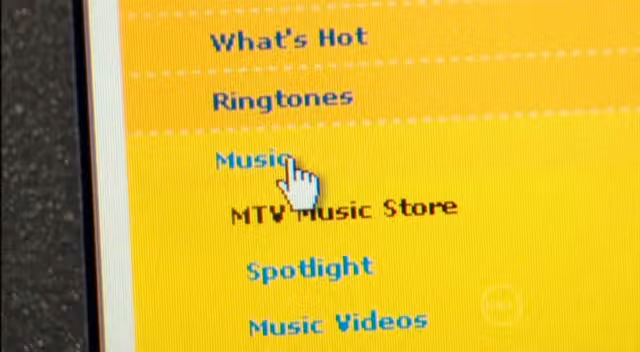 What's Hot
Ringtones
Music
MTV Music Store
Spotlight
Music Videos